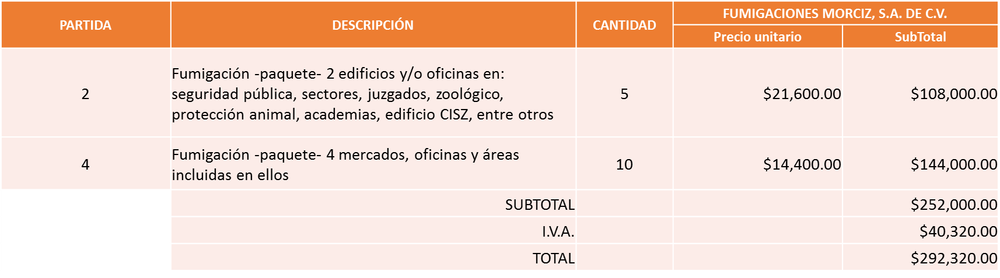 PARTIDA DESCRIPCIÓN CANTIDAD FUMIGACIONES MORCIZ, S.A. DE C.V.
Precio unitario SubTotal
2 Fumigación -paquete- 2 edificios y/o oficinas en:
seguridad pública, sectores, juzgados, zoológico,
protección animal, academias, edificio CISZ, entre otros 5 $21,600.00 $108,000.00
4 Fumigación -paquete- 4 mercados, oficinas y áreas
incluidas en ellos 10 $14,400.00 $144,000.00
SUBTOTAL $252,000.00
I.V.A. $40,320.00
TOTAL $292,320.00